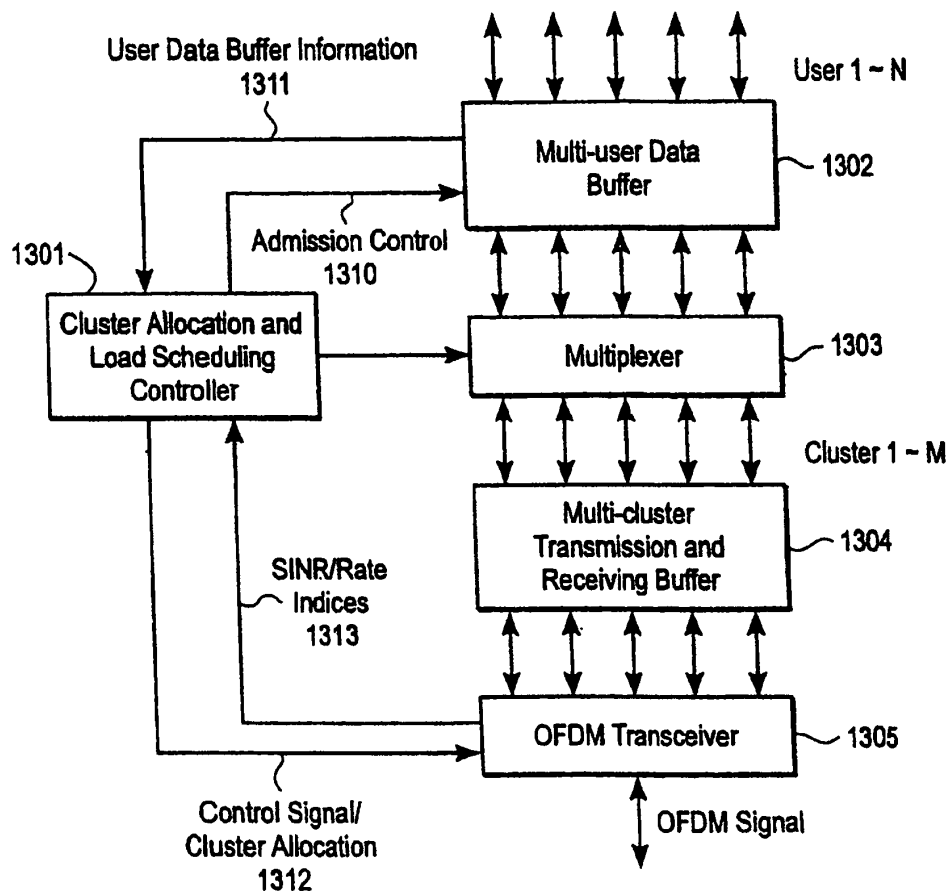 User Data Buffer Information
1311
User 1 ~ N
Multi-user Data
Buffer
1302
Admission Control
1310
1301
Cluster Allocation and
Load Scheduling
Controller
Multiplexer
1303
Cluster 1 ~ M
Multi-cluster
Transmission and
Receiving Buffer
1304
SINR/Rate
Indices
1313
OFDM Transceiver
1305
Control Signal/
Cluster Allocation
1312
OFDM Signal